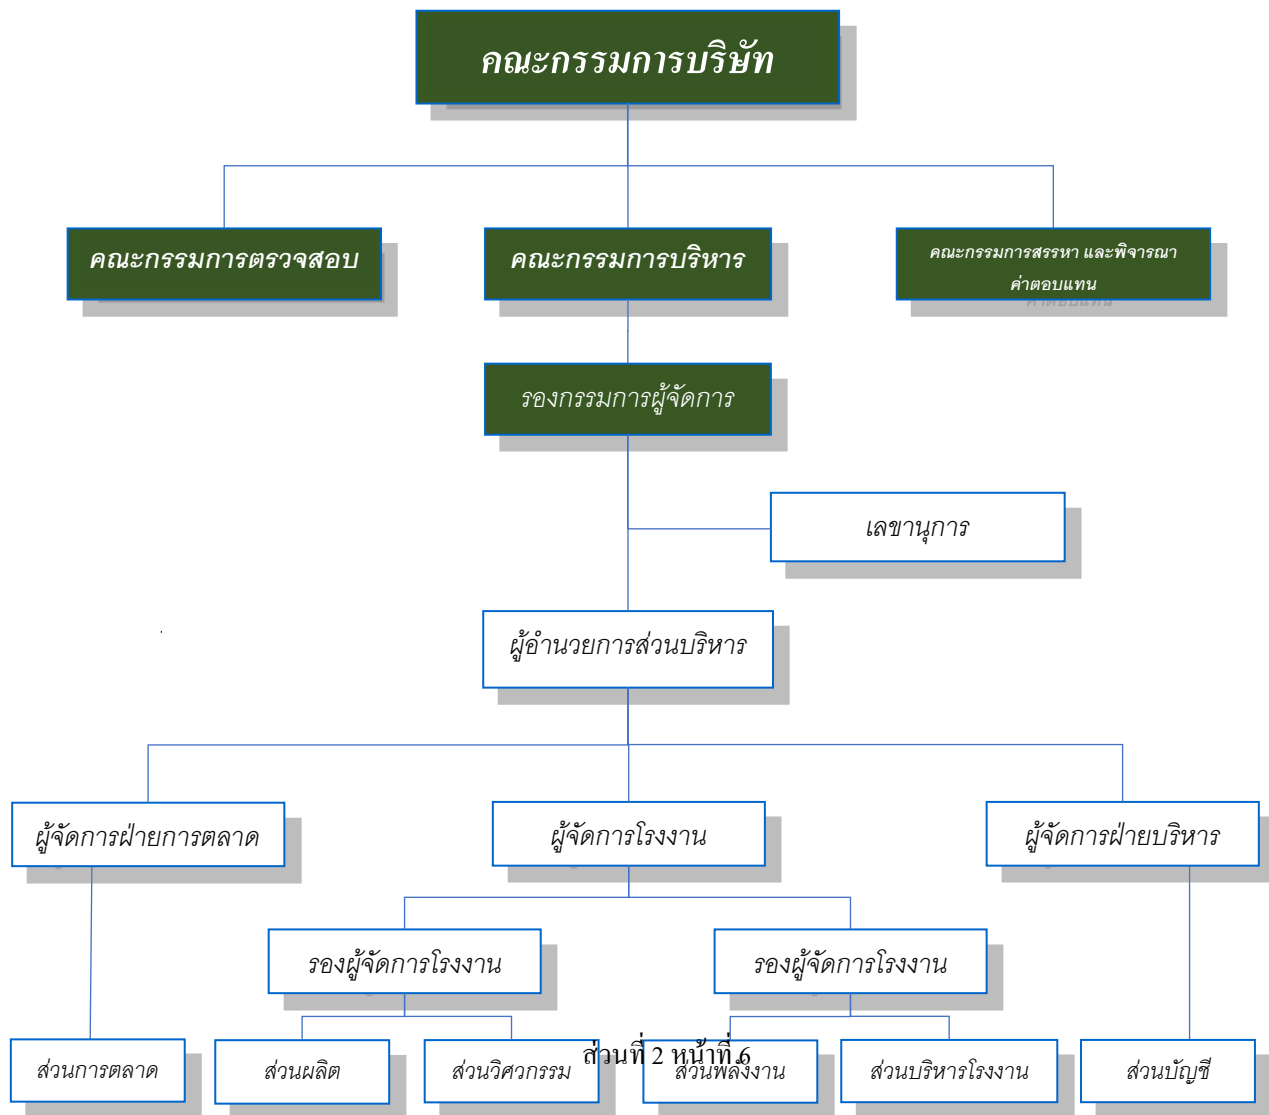 คณะกรรมการบริษัท
คณะกรรมการตรวจสอบ
คณะกรรมการบริหาร
คณะกรรมการสรรหา และพิจารณา
ค่าตอบแทน
รองกรรมการผู้จัดการ
เลขานุการ
ผู้อำนวยการส่วนบริหาร
ผู้จัดการฝ่ายการตลาด
ผู้จัดการโรงงาน
ผู้จัดการฝ่ายบริหาร
รองผู้จัดการโรงงาน
รองผู้จัดการโรงงาน
ส่วนการตลาด
ส่วนผลิต
ส่วนวิศวกรรม
ส่วนพลังงาน
ส่วนบริหารโรงงาน
ส่วนบัญชี
ส่วนที่ 2 หน้าที่ 6